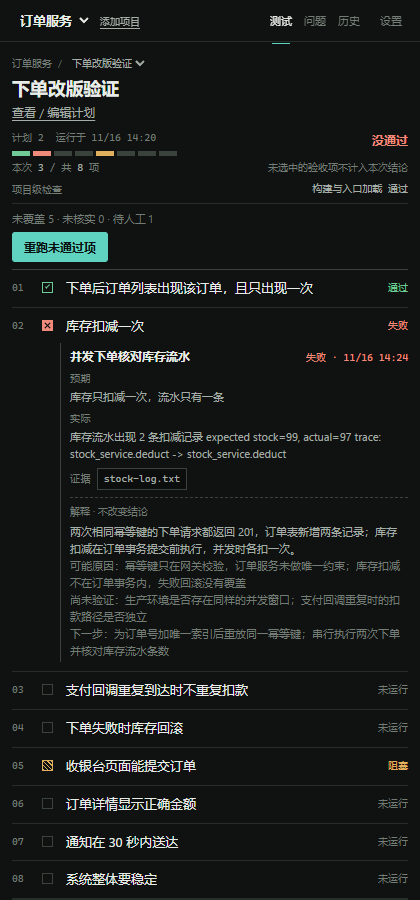 订单服务 添加项目 测试 问题 历史 设置
订单服务 / 下单改版验证
下单改版验证
查看 / 编辑计划
计划 2 运行于 11/16 14:20 没通过
本次 3 / 共 8 项 未选中的验收项不计入本次结论
项目级检查 构建与入口加载 通过
未覆盖 5 · 未核实 0 · 待人工 1
重跑未通过项
01 下单后订单列表出现该订单，且只出现一次 通过
02 库存扣减一次 失败
并发下单核对库存流水 失败 · 11/16 14:24
预期
库存只扣减一次，流水只有一条
实际
库存流水出现 2 条扣减记录 expected stock=99, actual=97 trace:
stock_service.deduct -> stock_service.deduct
证据 stock-log.txt
解释 · 不改变结论
两次相同幂等键的下单请求都返回 201，订单表新增两条记录；库存
扣减在订单事务提交前执行，并发时各扣一次。
可能原因：幂等键只在网关校验，订单服务未做唯一约束；库存扣减
不在订单事务内，失败回滚没有覆盖
尚未验证：生产环境是否存在同样的并发窗口；支付回调重复时的扣
款路径是否独立
下一步：为订单号加唯一索引后重放同一幂等键；串行执行两次下单
并核对库存流水条数
03 支付回调重复到达时不重复扣款 未运行
04 下单失败时库存回滚 未运行
05 收银台页面能提交订单 阻塞
06 订单详情显示正确金额 未运行
07 通知在 30 秒内送达 未运行
08 系统整体要稳定 未运行